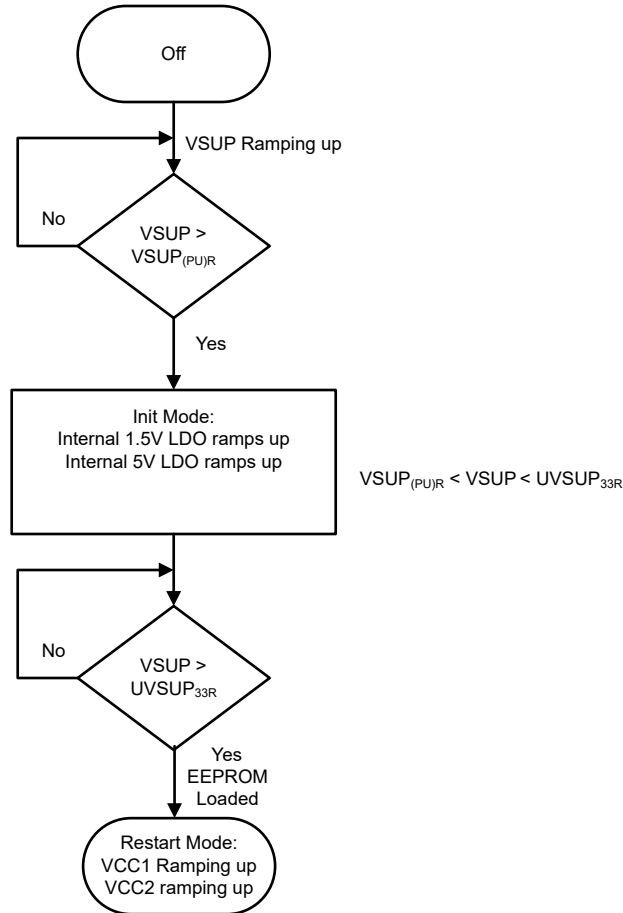 Off
VSUP Ramping up
No
VSUP >
VSUP(PU)R
Yes
Init Mode:
Internal 1.5V LDO ramps up
Internal 5V LDO ramps up
VSUP(PU)R < VSUP < UVSUP33R
No
VSUP >
UVSUP33R
Yes
EEPROM
Loaded
Restart Mode:
VCC1 Ramping up
VCC2 ramping up